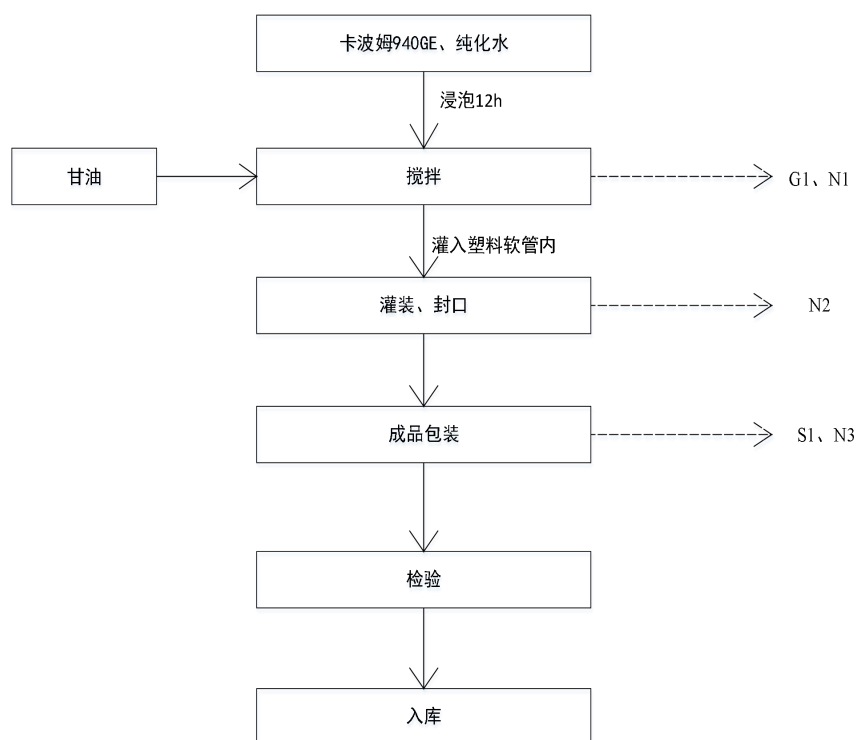 卡波姆940GE、纯化水
浸泡12h
甘油
搅拌
G1、N1
灌入塑料软管内
灌装、封口
N2
成品包装
S1、N3
检验
入库